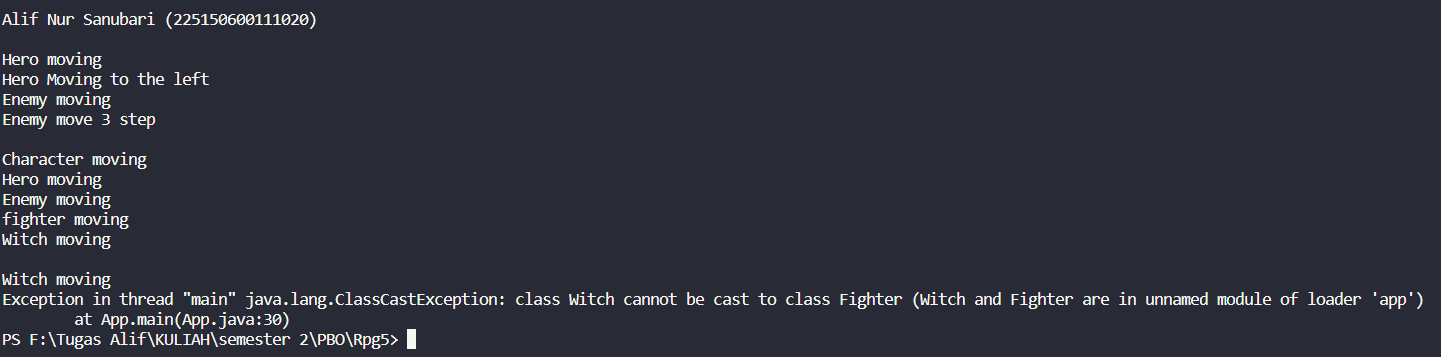 Alif Nur Sanubari (225150600111020)
Hero moving
Hero Moving to the left
Enemy moving
Enemy move 3 step
Character moving
Hero moving
Enemy moving
fighter moving
Witch moving
Witch moving
Exception in thread "main" java.lang.ClassCastException: class Witch cannot be cast to class Fighter (Witch and Fighter are in unnamed module of loader 'app')
at App.main(App.java:30)
PS F:\Tugas Alif\KULIAH\semester 2\PBO\Rpg5>